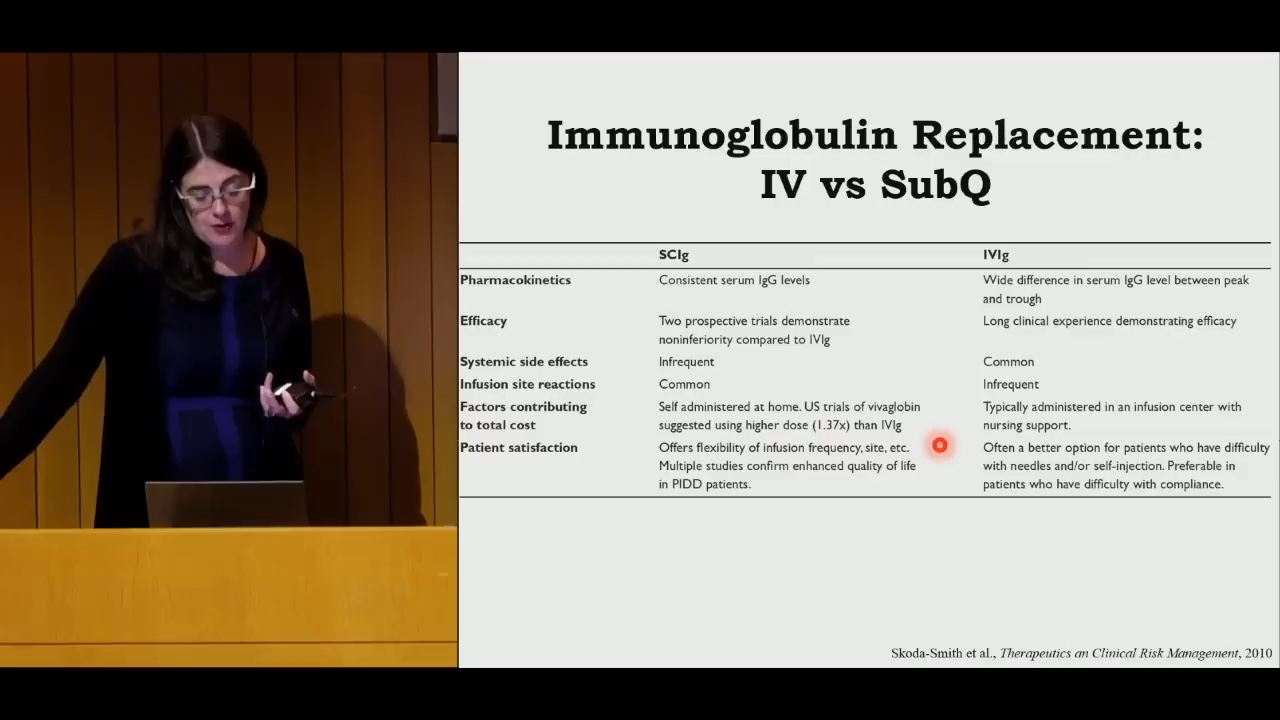 Immunoglobulin Replacement:
IV vs SubQ
SCIg IVIg
Pharmacokinetics Consistent serum IgG levels Wide difference in serum IgG level between peak
and trough
Efficacy Two prospective trials demonstrate Long clinical experience demonstrating efficacy
noninferiority compared to IVIg
Systemic side effects Infrequent Common
Infusion site reactions Common Infrequent
Factors contributing Self administered at home. US trials of vivaglobin Typically administered in an infusion center with
to total cost suggested using higher dose (1.37x) than IVIg nursing support.
Patient satisfaction Offers flexibility of infusion frequency, site, etc. Often a better option for patients who have difficulty
Multiple studies confirm enhanced quality of life with needles and/or self-injection. Preferable in
in PIDD patients. patients who have difficulty with compliance.
Skoda-Smith et al., Therapeutics an Clinical Risk Management, 2010